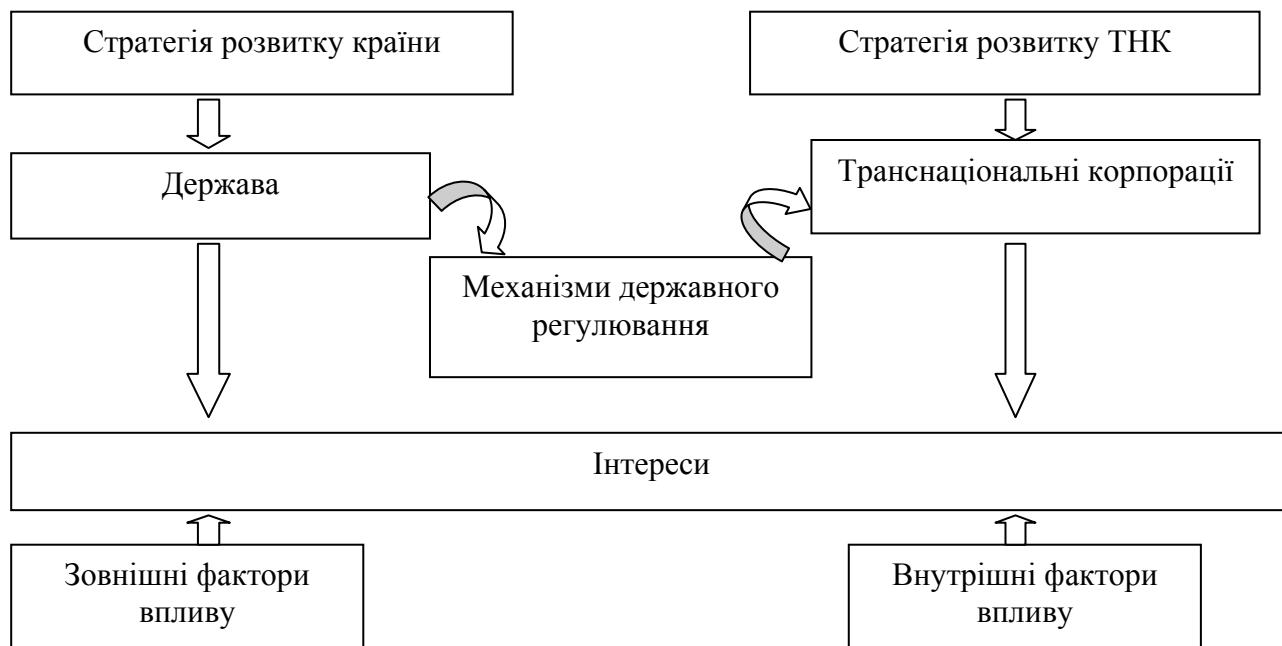 Стратегія розвитку країни
Стратегія розвитку ТНК
Держава
Транснаціональні корпорації
Механізми державного
регулювання
Інтереси
Зовнішні фактори
впливу
Внутрішні фактори
впливу